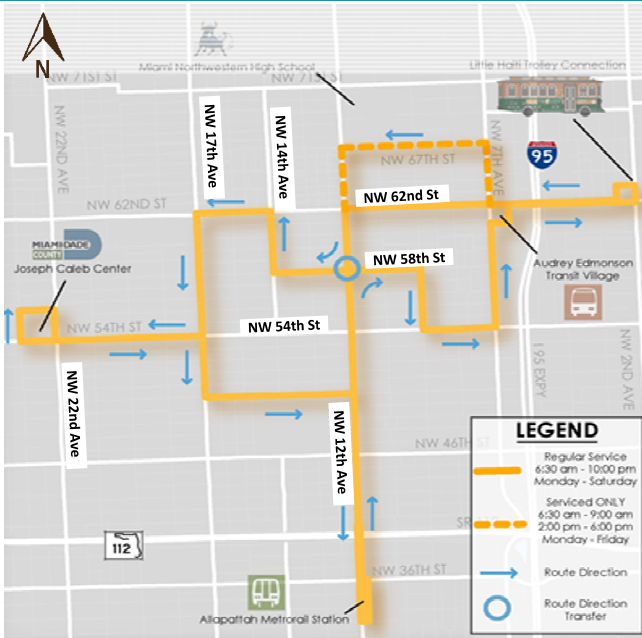 N
Miami Northwestern High School
Little Haiti Trolley Connection
NW 71ST ST
NW 71ST ST
NW 22ND AVE
NW 17th Ave
NW 14th Ave
NW 7TH AVE
95
NW 67TH ST
NW 62ND ST
NW 62nd St
MIAMIDADE
COUNTY
Joseph Caleb Center
NW 58th St
Audrey Edmonson
Transit Village
NW 54TH ST
NW 54th St
I 95 EXPY
NW 2ND AVE
NW 22nd Ave
NW 12th Ave
NW 46TH ST
112
NW 36TH ST
Allapattah Metrorail Station
LEGEND
Regular Service
6:30 am - 10:00 pm
Monday - Saturday
Serviced ONLY
6:30 am - 9:00 am
2:00 pm - 6:00 pm
Monday - Friday
Route Direction
Route Direction
Transfer